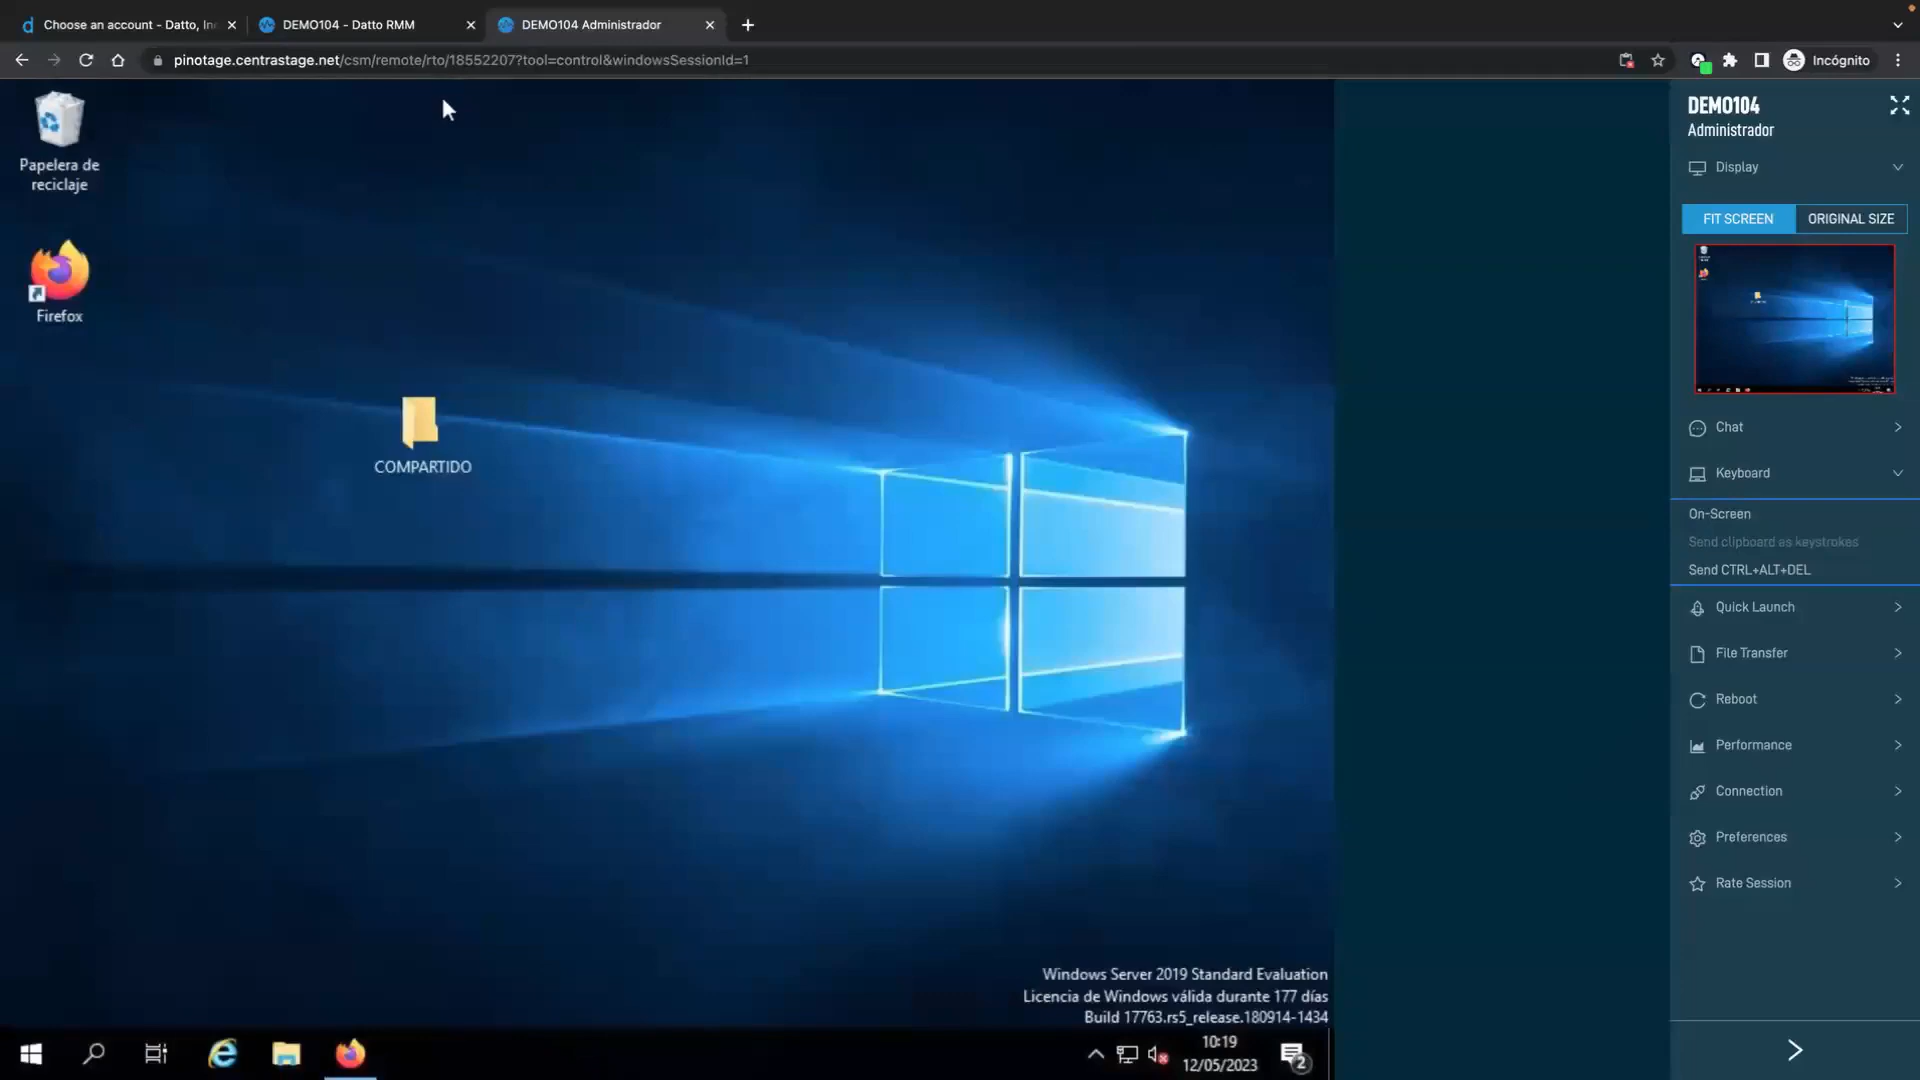 Choose an account - Datto, In
DEMO104 - Datto RMM
DEMO104 Administrador
pinotage.centrastage.net/csm/remote/rto/18552207?tool=control&windowsSessionId=1
Incógnito
Papelera de
reciclaje
Firefox
COMPARTIDO
Windows Server 2019 Standard Evaluation
Licencia de Windows válida durante 177 días
Build 17763.rs5_release.180914-1434
10:19
12/05/2023
2
DEMO104
Administrador
Display
FIT SCREEN
ORIGINAL SIZE
Chat
Keyboard
On-Screen
Send clipboard as keystrokes
Send CTRL+ALT+DEL
Quick Launch
File Transfer
Reboot
Performance
Connection
Preferences
Rate Session